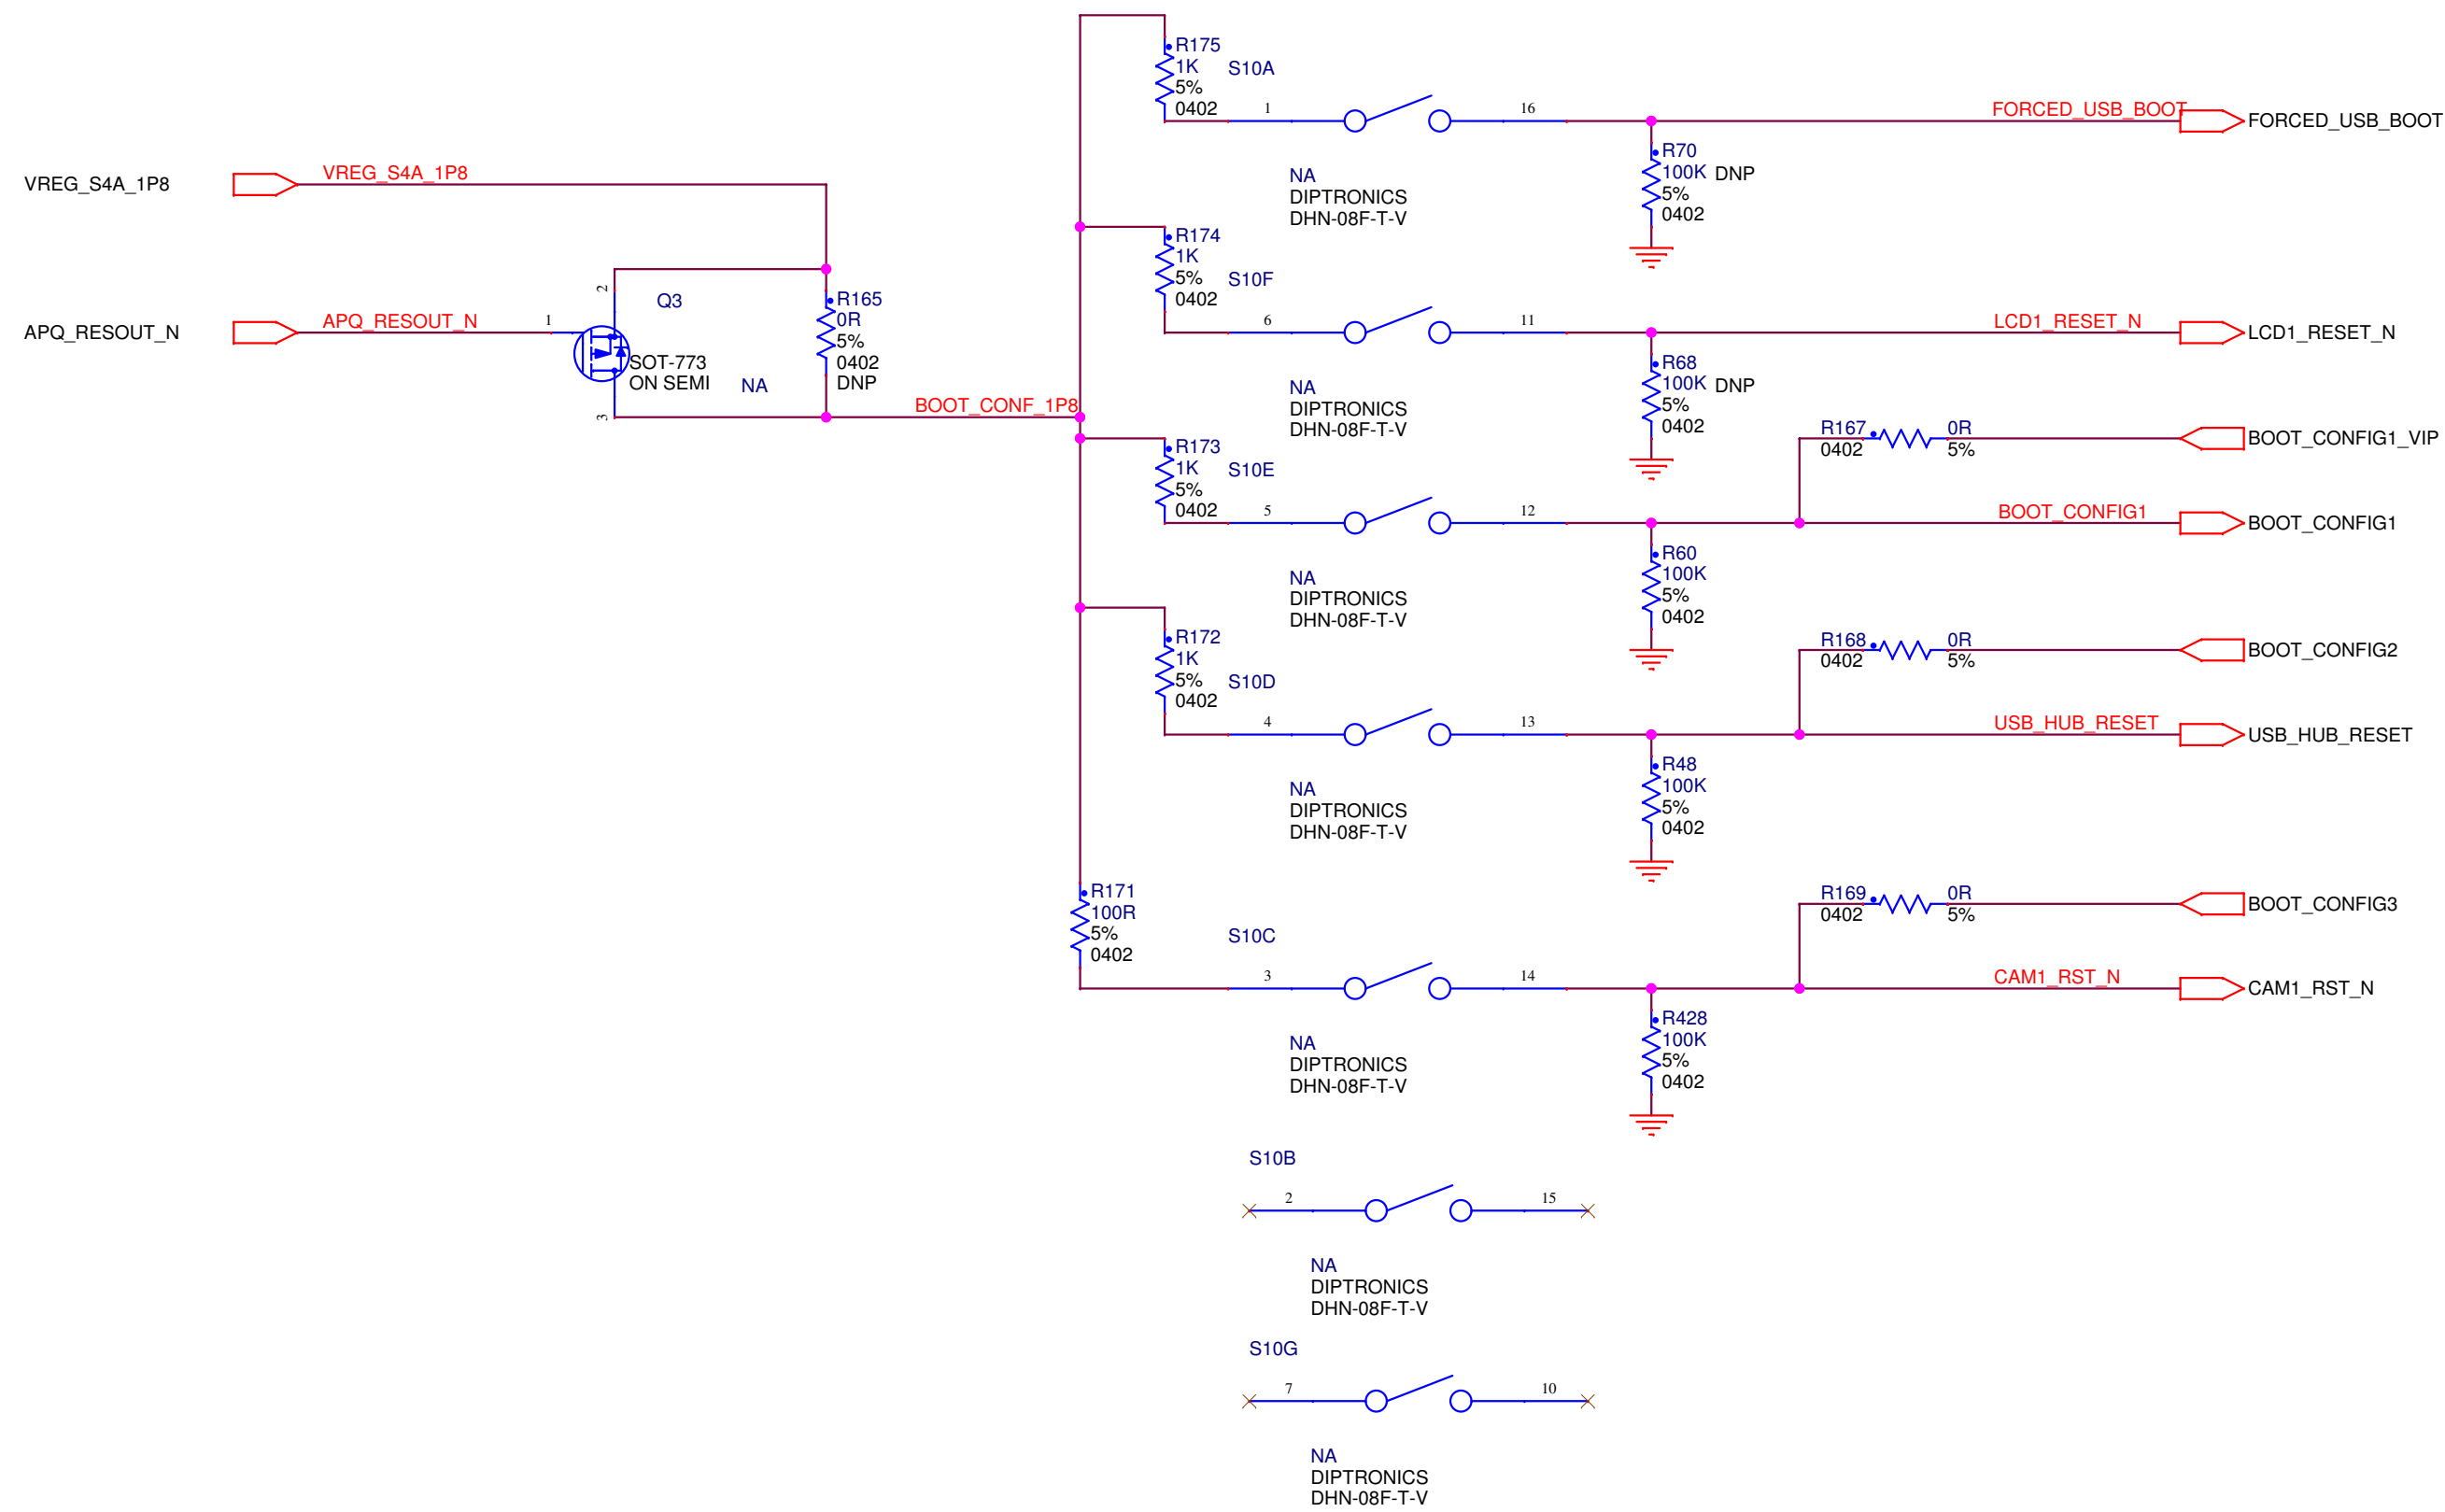 R175
1K
5%
0402
S10A
1
16
FORCED_USB_BOOT
FORCED_USB_BOOT
NA
DIPTRONICS
DHN-08F-T-V
R70
100K DNP
5%
0402
VREG_S4A_1P8
VREG_S4A_1P8
R174
1K
5%
0402
S10F
6
11
LCD1_RESET_N
LCD1_RESET_N
NA
DIPTRONICS
DHN-08F-T-V
R68
100K DNP
5%
0402
APQ_RESOUT_N
APQ_RESOUT_N
1
2
3
Q3
SOT-773
ON SEMI
NA
R165
0R
5%
0402
DNP
BOOT_CONF_1P8
R173
1K
5%
0402
S10E
5
12
R167
0402
0R
5%
BOOT_CONFIG1_VIP
BOOT_CONFIG1
BOOT_CONFIG1
NA
DIPTRONICS
DHN-08F-T-V
R60
100K
5%
0402
R172
1K
5%
0402
S10D
4
13
R168
0402
0R
5%
BOOT_CONFIG2
USB_HUB_RESET
USB_HUB_RESET
NA
DIPTRONICS
DHN-08F-T-V
R48
100K
5%
0402
R171
100R
5%
0402
S10C
3
14
R169
0402
0R
5%
BOOT_CONFIG3
CAM1_RST_N
CAM1_RST_N
NA
DIPTRONICS
DHN-08F-T-V
R428
100K
5%
0402
S10B
2
15
NA
DIPTRONICS
DHN-08F-T-V
S10G
7
10
NA
DIPTRONICS
DHN-08F-T-V